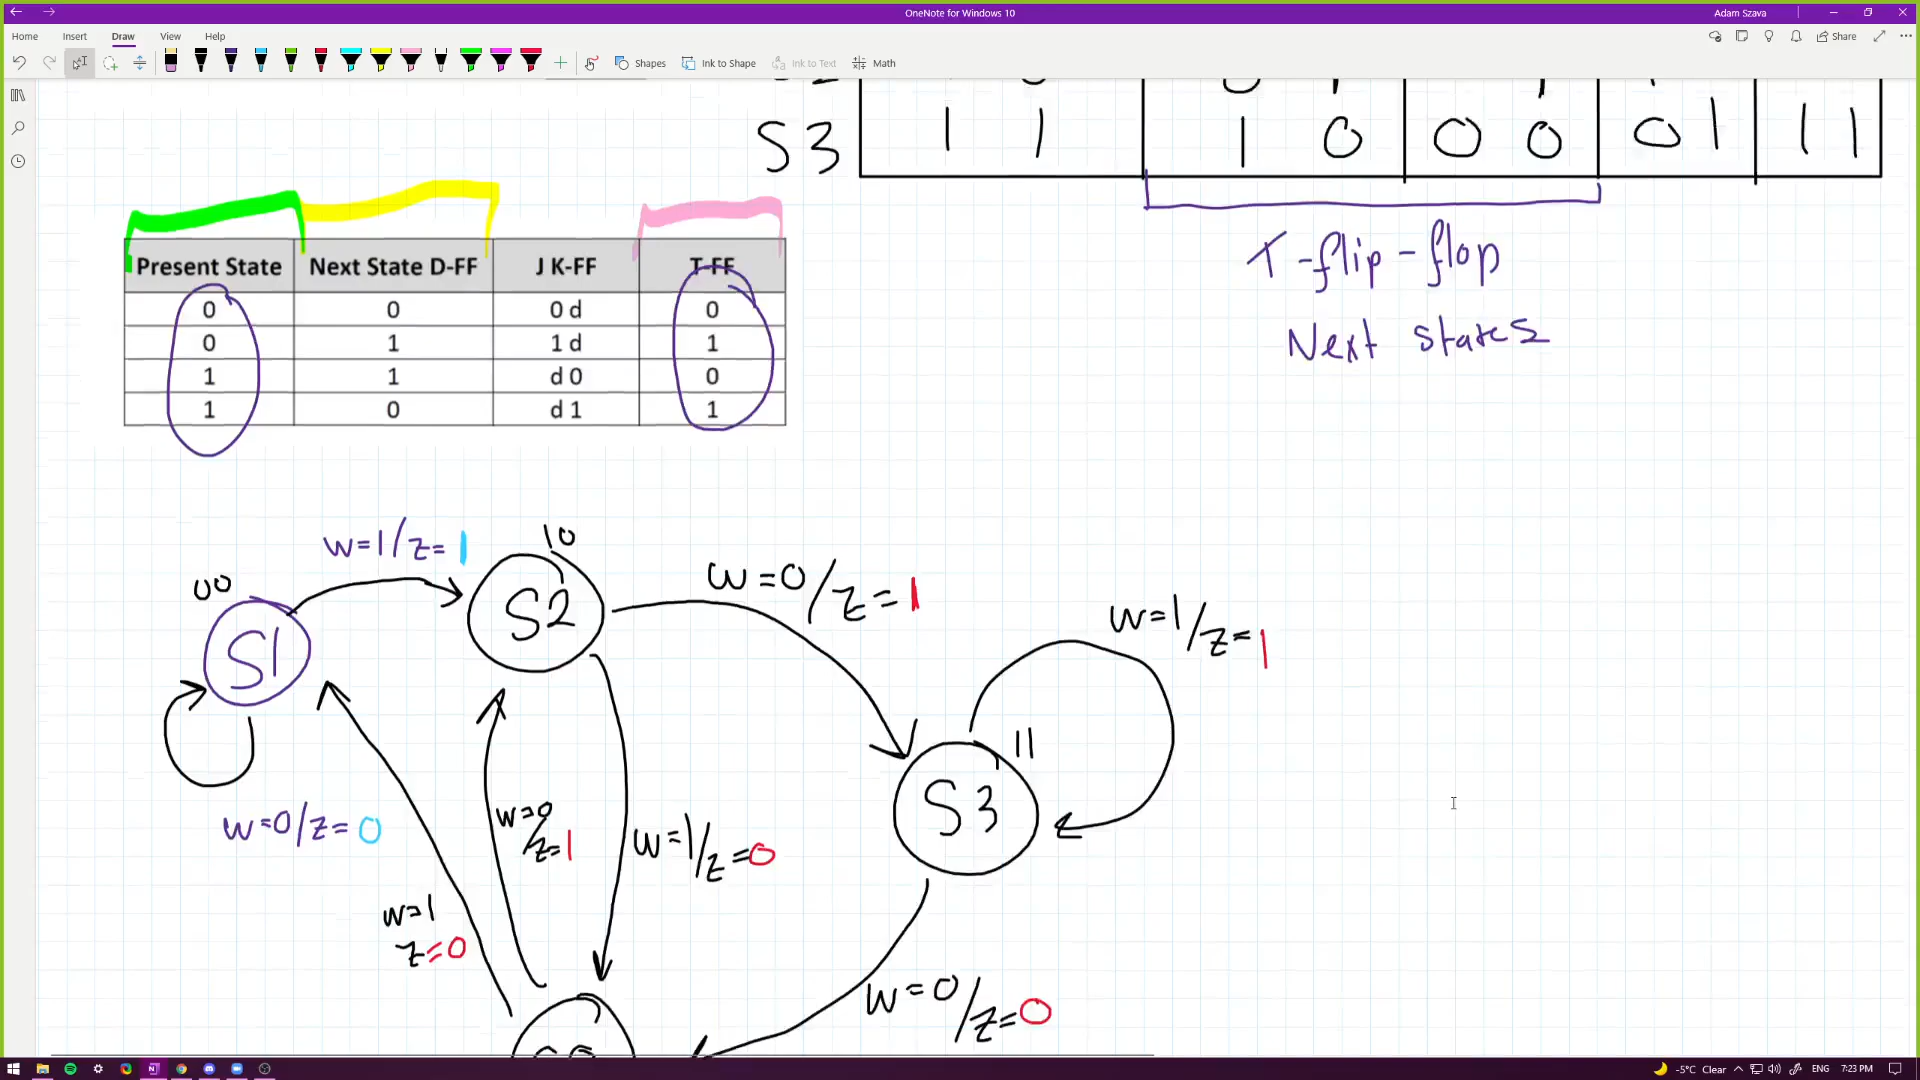 OneNote for Windows 10
Adam Szava
Home Insert Draw View Help
Share
Shapes Ink to Shape Ink to Text Math
S3 1 1 1 0 0 0 0 1 1 1
T-flip-flop
Next states
Present State Next State D-FF J K-FF T-FF
0 0 0 d 0
0 1 1 d 1
1 1 d 0 0
1 0 d 1 1
w=1/z=1
10
00
S1
S2
w=0/z=1
w=1/z=1
11
S3
w=0/z=0
w=0
/z=1
w=1/z=0
w=1
z=0
w=0/z=0
-5°C Clear
ENG
7:23 PM